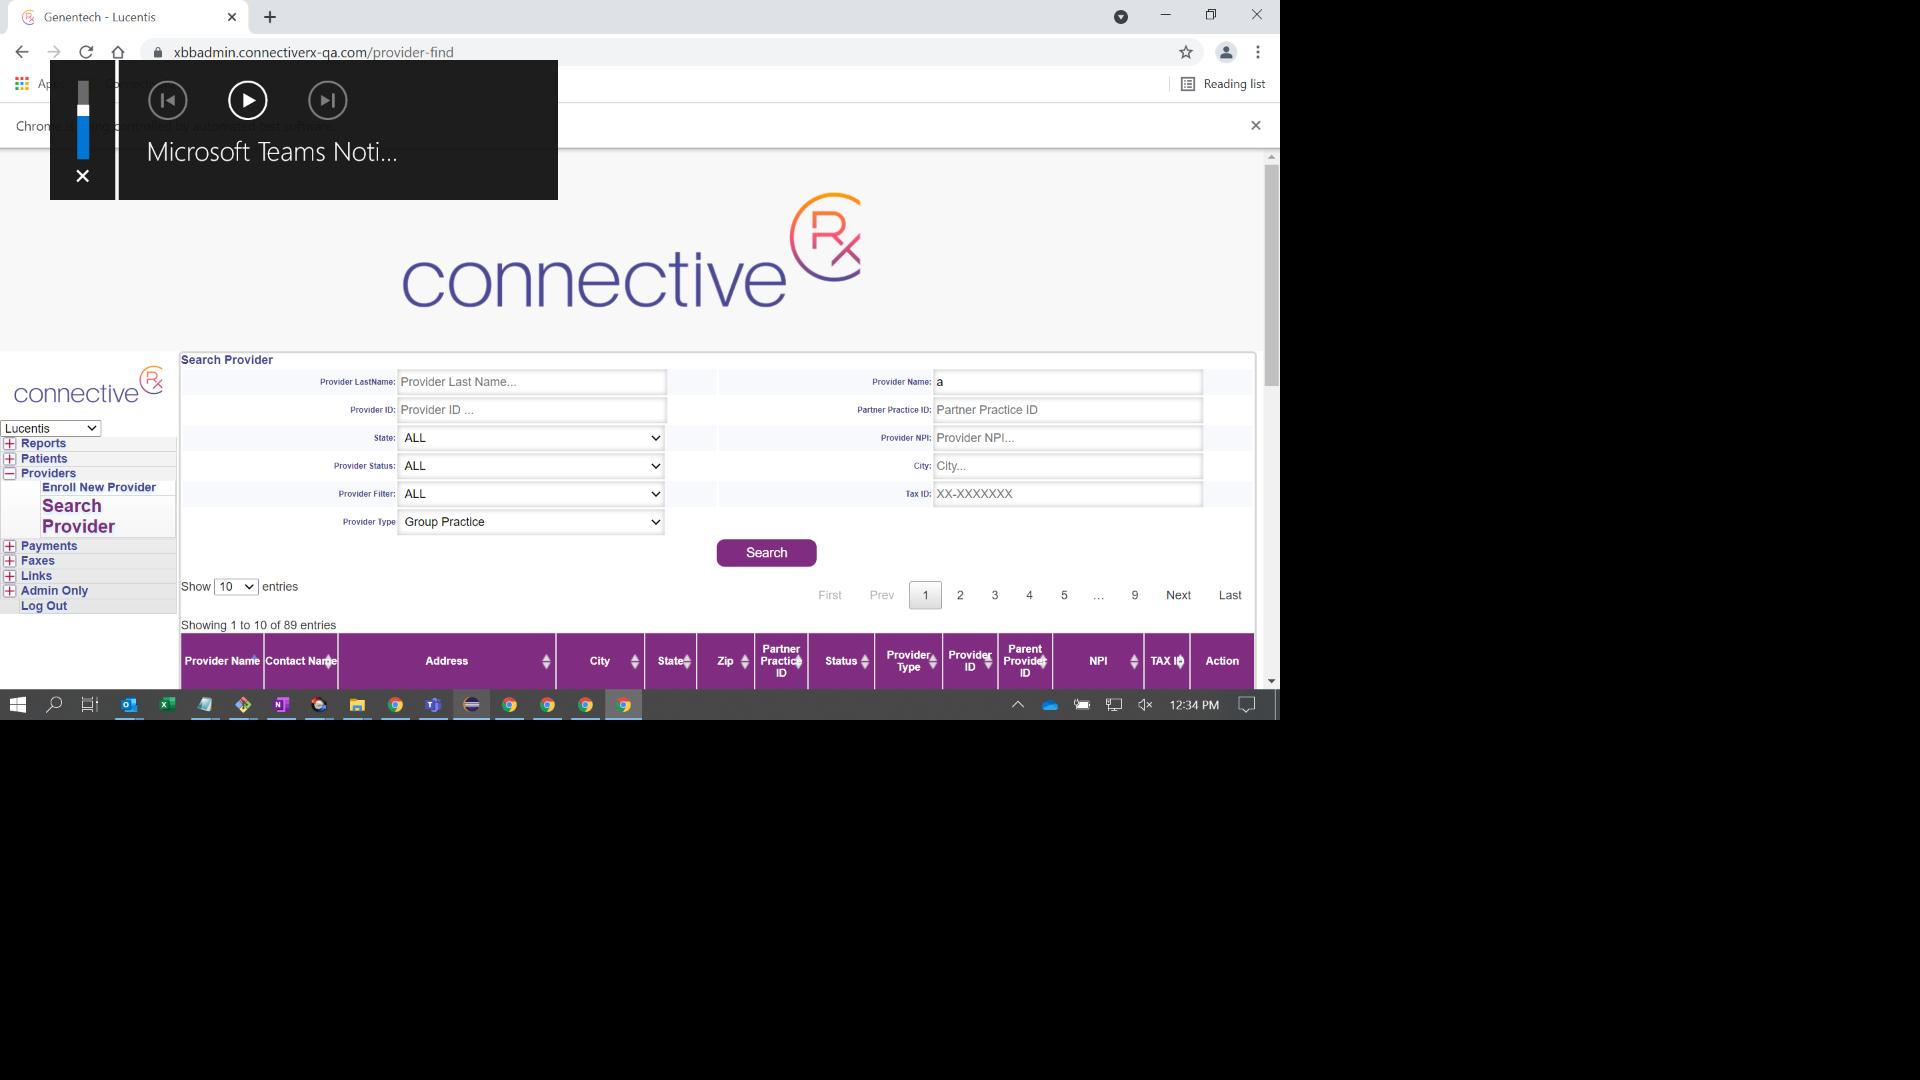 Genentech - Lucentis
xbbadmin.connectiverx-qa.com/provider-find
Reading list
Microsoft Teams Noti...
connective Rx
connective Rx
Lucentis
Reports
Patients
Providers
Enroll New Provider
Search
Provider
Payments
Faxes
Links
Admin Only
Log Out
Search Provider
Provider LastName: Provider Last Name... Provider Name: a
Provider ID: Provider ID ... Partner Practice ID: Partner Practice ID
State: ALL Provider NPI: Provider NPI...
Provider Status: ALL City: City...
Provider Filter: ALL Tax ID: XX-XXXXXXX
Provider Type Group Practice
Search
Show 10 entries
First Prev 1 2 3 4 5 ... 9 Next Last
Showing 1 to 10 of 89 entries
Provider Name Contact Name Address City State Zip Partner Practice ID Status Provider Type Provider ID Parent Provider ID NPI TAX ID Action
12:34 PM